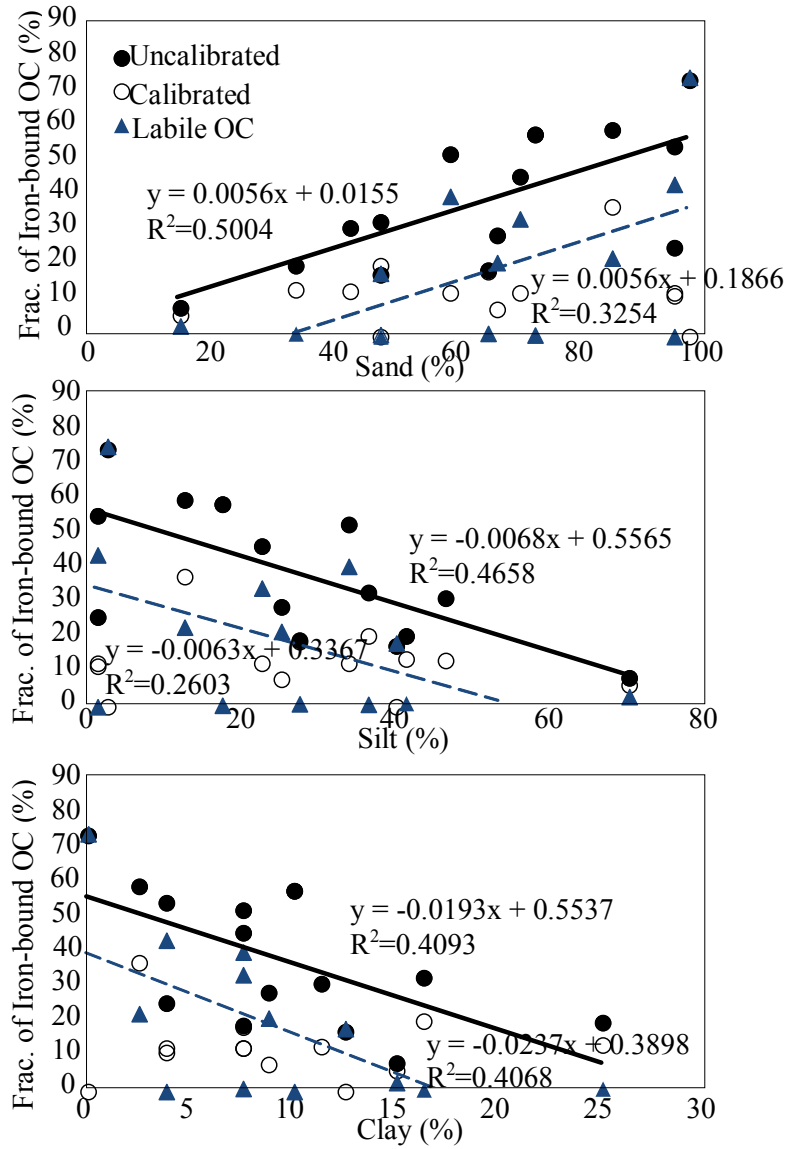 90
80
70
60
50
40
30
20
10
0
Frac. of Iron-bound OC (%)
Uncalibrated
Calibrated
Labile OC
y = 0.0056x + 0.0155
R²=0.5004
y = 0.0056x + 0.1866
R²=0.3254
0 20 40 60 80 100
Sand (%)
90
80
70
60
50
40
30
20
10
0
Frac. of Iron-bound OC (%)
y = -0.0068x + 0.5565
R²=0.4658
y = -0.0063x + 0.3367
R²=0.2603
0 20 40 60 80
Silt (%)
90
80
70
60
50
40
30
20
10
0
Frac. of Iron-bound OC (%)
y = -0.0193x + 0.5537
R²=0.4093
y = -0.0237x + 0.3898
R²=0.4068
0 5 10 15 20 25 30
Clay (%)